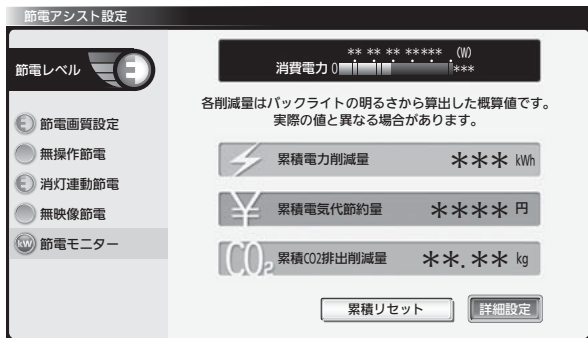 節電アシスト設定
節電レベル
節電画質設定
無操作節電
消灯連動節電
無映像節電
kW 節電モニター
** ** ** ***** (W)
消費電力 0 ***
各削減量はバックライトの明るさから算出した概算値です。
実際の値と異なる場合があります。
累積電力削減量 *** kWh
¥ 累積電気代節約量 **** 円
CO2 累積CO2排出削減量 **.** kg
累積リセット 詳細設定